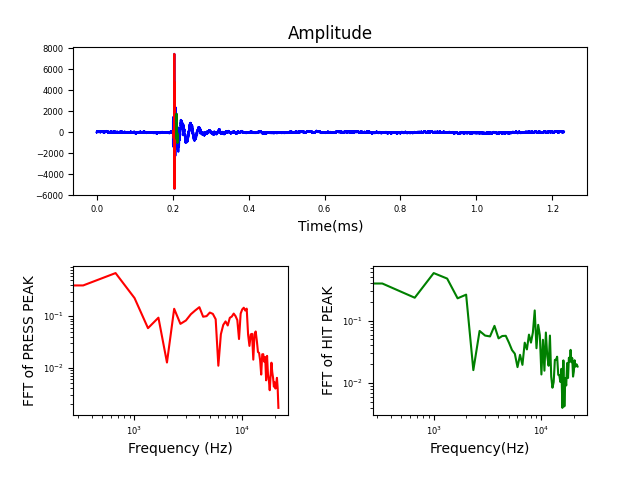 Amplitude
8000
6000
4000
2000
0
−2000
−4000
−6000
0.0 0.2 0.4 0.6 0.8 1.0 1.2
Time(ms)
FFT of PRESS PEAK
10⁻¹
10⁻²
10³ 10⁴
Frequency (Hz)
FFT of HIT PEAK
10⁻¹
10⁻²
10³ 10⁴
Frequency(Hz)